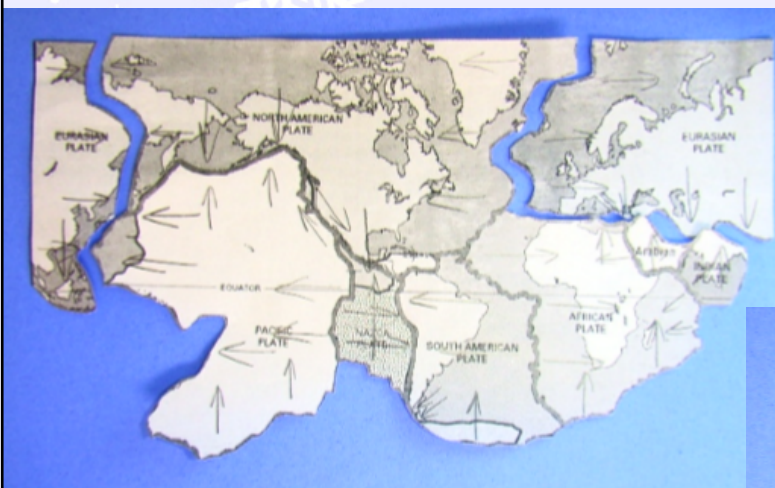 EURASIAN
PLATE
NORTH AMERICAN
PLATE
EURASIAN
PLATE
Arabian
INDIAN
PLATE
EQUATOR
PACIFIC
PLATE
NAZCA
PLATE
SOUTH AMERICAN
PLATE
AFRICAN
PLATE